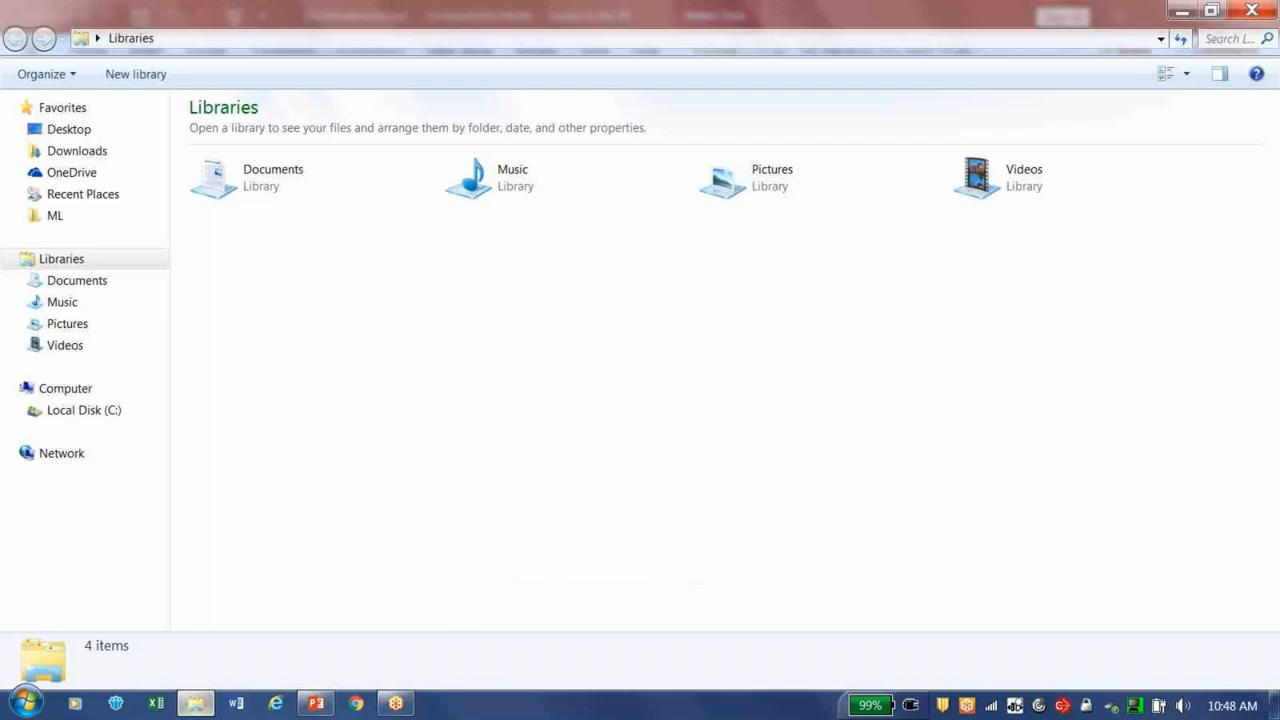 Libraries
Search L...
Organize
New library
Favorites
Desktop
Downloads
OneDrive
Recent Places
ML
Libraries
Documents
Music
Pictures
Videos
Computer
Local Disk (C:)
Network
Libraries
Open a library to see your files and arrange them by folder, date, and other properties.
Documents
Library
Music
Library
Pictures
Library
Videos
Library
4 items
99%
10:48 AM